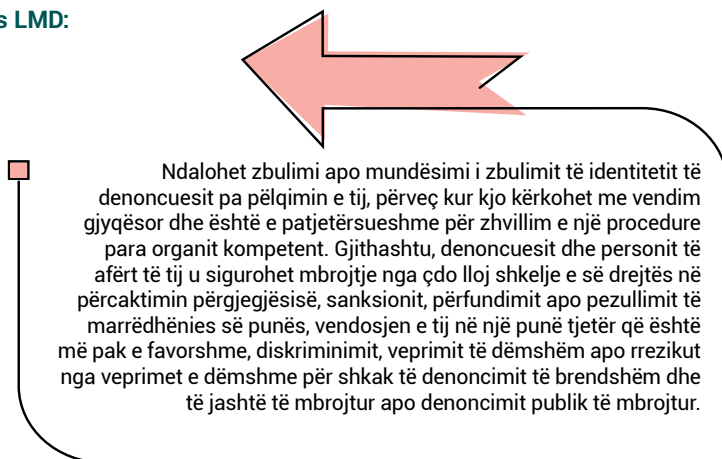 s LMD:
Ndalohet zbulimi apo mundësimi i zbulimit të identitetit të
denoncuesit pa pëlqimin e tij, përveç kur kjo kërkohet me vendim
gjyqësor dhe është e patjetërsueshme për zhvillim e një procedure
para organit kompetent. Gjithashtu, denoncuesit dhe personit të
afërt të tij u sigurohet mbrojtje nga çdo lloj shkelje e së drejtës në
përcaktimin përgjegjësisë, sanksionit, përfundimit apo pezullimit të
marrëdhënies së punës, vendosjen e tij në një punë tjetër që është
më pak e favorshme, diskriminimit, veprimit të dëmshëm apo rrezikut
nga veprimet e dëmshme për shkak të denoncimit të brendshëm dhe
të jashtë të mbrojtur apo denoncimit publik të mbrojtur.